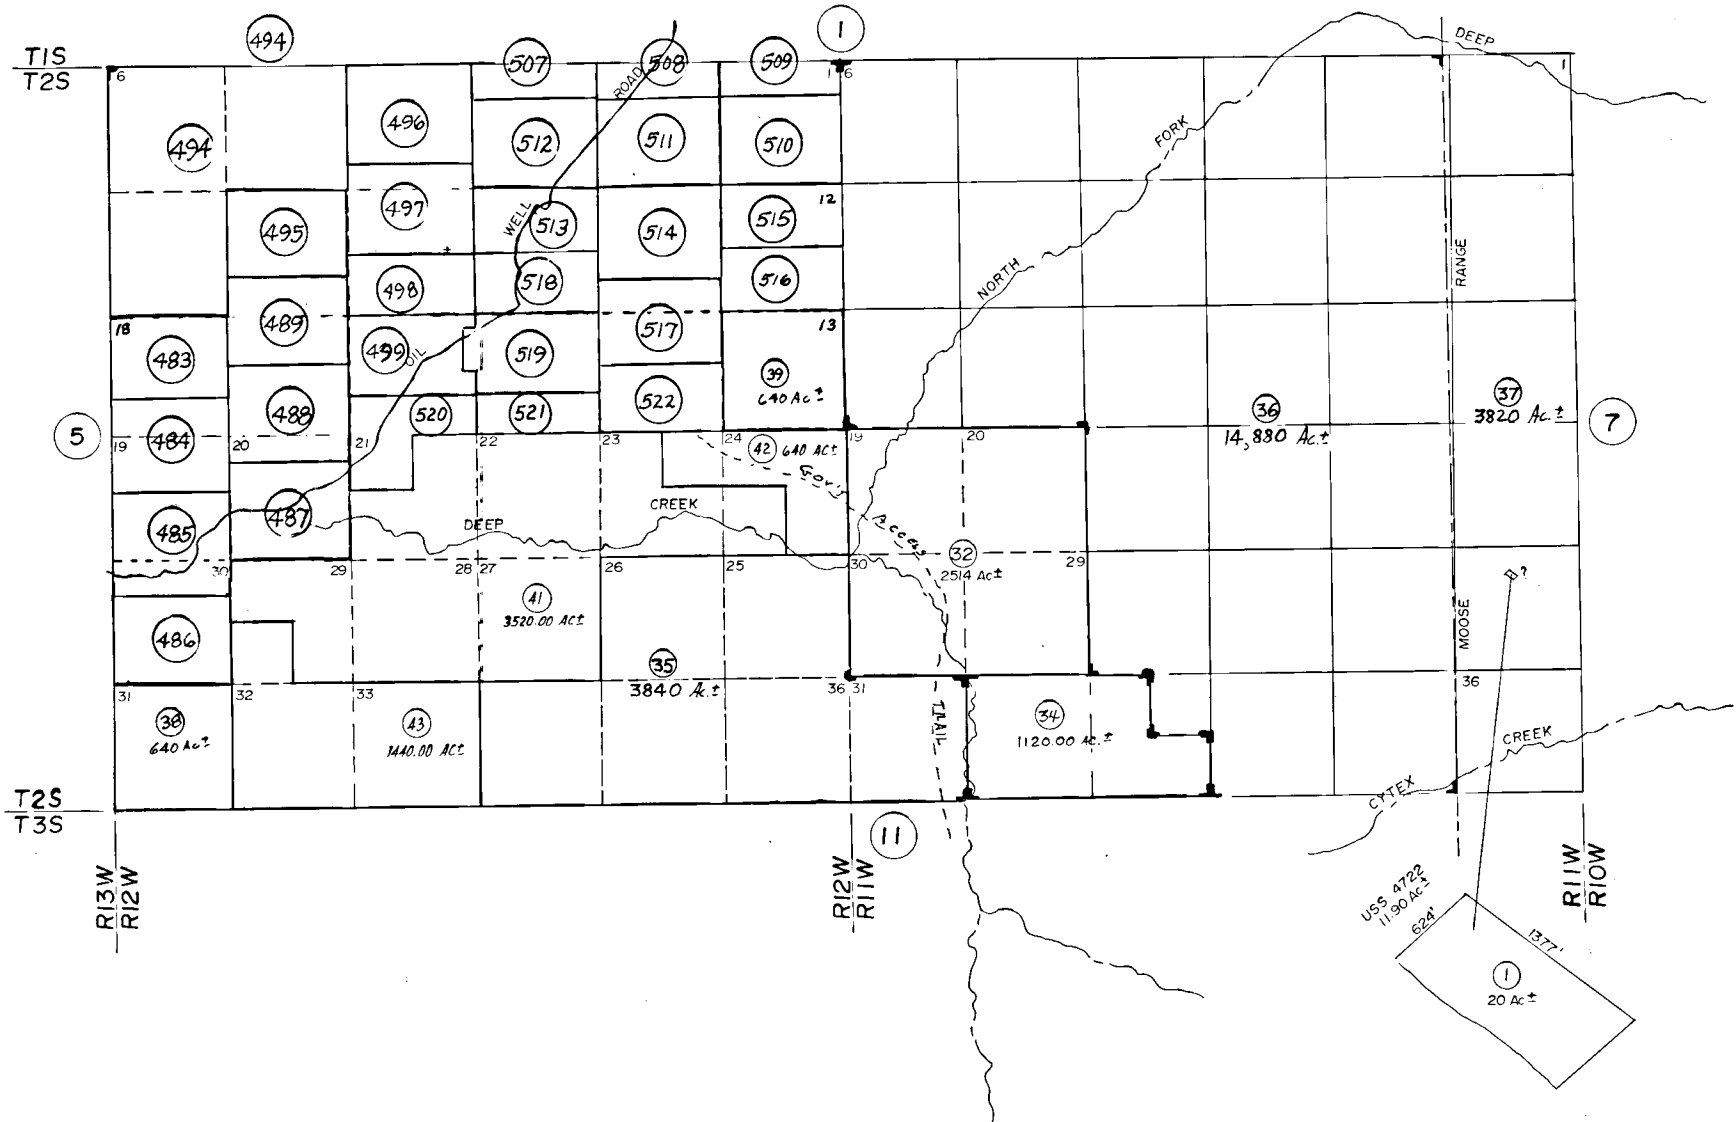 T1S
T2S
494
1
DEEP
507
508
509
ROAD
6
1
6
1
494
496
512
511
510
FORK
495
497
WELL
513
514
12
515
516
NORTH
RANGE
498
518
489
18
483
499
OIL
519
517
13
39
640 Ac±
488
520
521
522
36
14,880 Ac.±
37
3820 Ac.±
5
7
19
484
20
21
22
23
24
42 640 AC±
19
20
GOV'T
487
485
DEEP
CREEK
ACCESS
30
29
28
27
26
25
30
32
2514 Ac±
29
?
41
3520.00 AC±
486
MOOSE
35
3840 Ac.±
31
32
33
36
31
36
38
640 Ac±
43
1440.00 AC±
TRAIL
34
1120.00 Ac.±
CREEK
CYTEX
T2S
T3S
11
R13W
R12W
R12W
R11W
R11W
R10W
USS 4722
11.90 Ac±
624'
1377'
1
20 Ac±